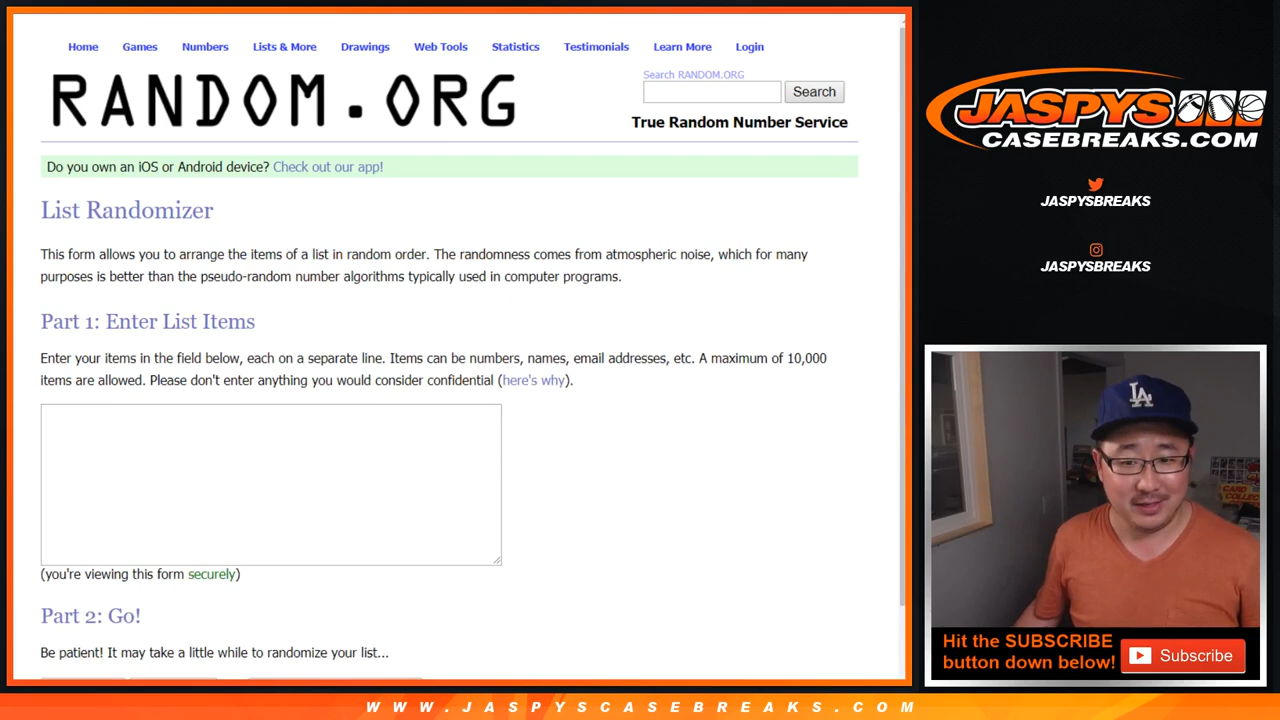 Home Games Numbers Lists & More Drawings Web Tools Statistics Testimonials Learn More Login
RANDOM.ORG
Search RANDOM.ORG
Search
True Random Number Service
Do you own an iOS or Android device? Check out our app!
List Randomizer
This form allows you to arrange the items of a list in random order. The randomness comes from atmospheric noise, which for many
purposes is better than the pseudo-random number algorithms typically used in computer programs.
Part 1: Enter List Items
Enter your items in the field below, each on a separate line. Items can be numbers, names, email addresses, etc. A maximum of 10,000
items are allowed. Please don't enter anything you would consider confidential (here's why).
(you're viewing this form securely)
Part 2: Go!
Be patient! It may take a little while to randomize your list...
JASPYS
CASEBREAKS.COM
JASPYSBREAKS
JASPYSBREAKS
LA
CARD
Hit the SUBSCRIBE
button down below!
Subscribe
WWW.JASPYSCASEBREAKS.COM